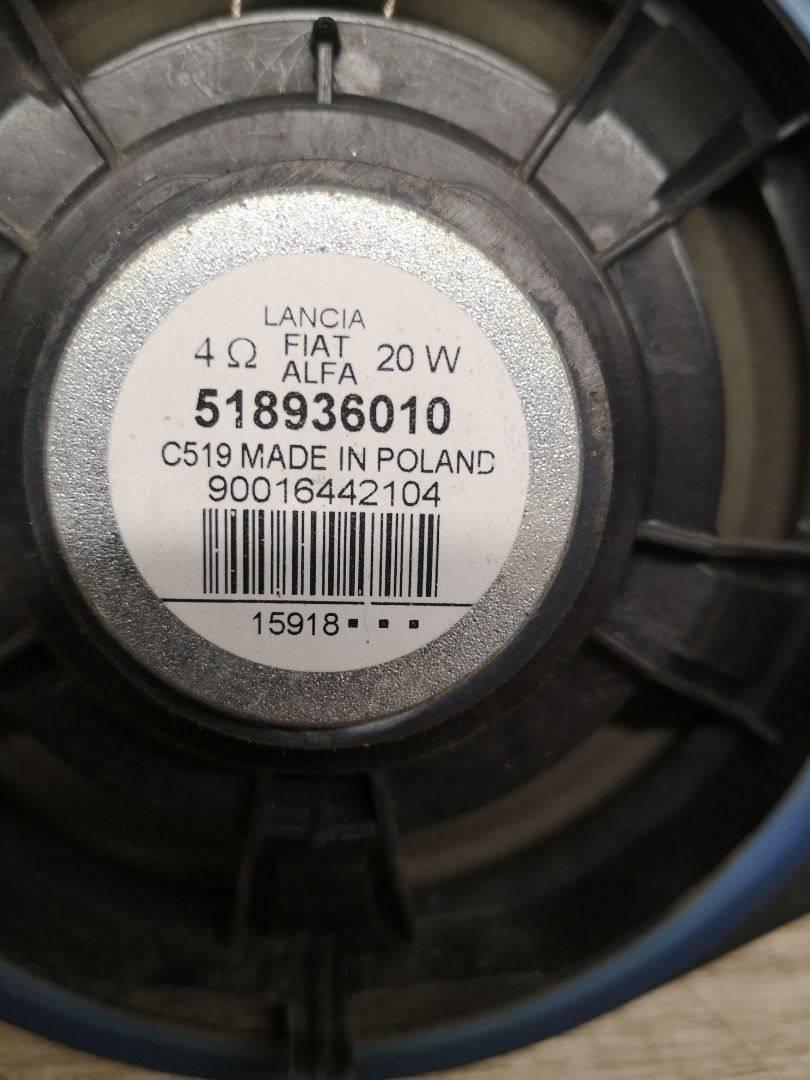 LANCIA
4 Ω FIAT 20 W
ALFA
518936010
C519 MADE IN POLAND
90016442104
15918